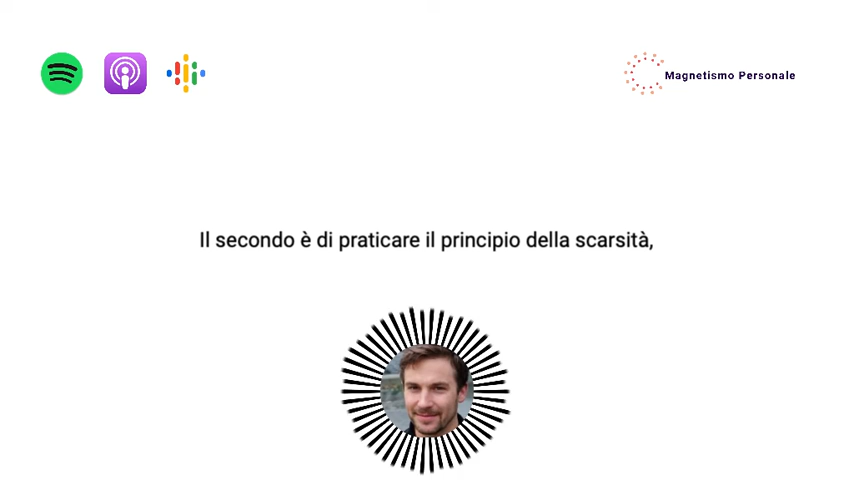 Magnetismo Personale
Il secondo è di praticare il principio della scarsità,